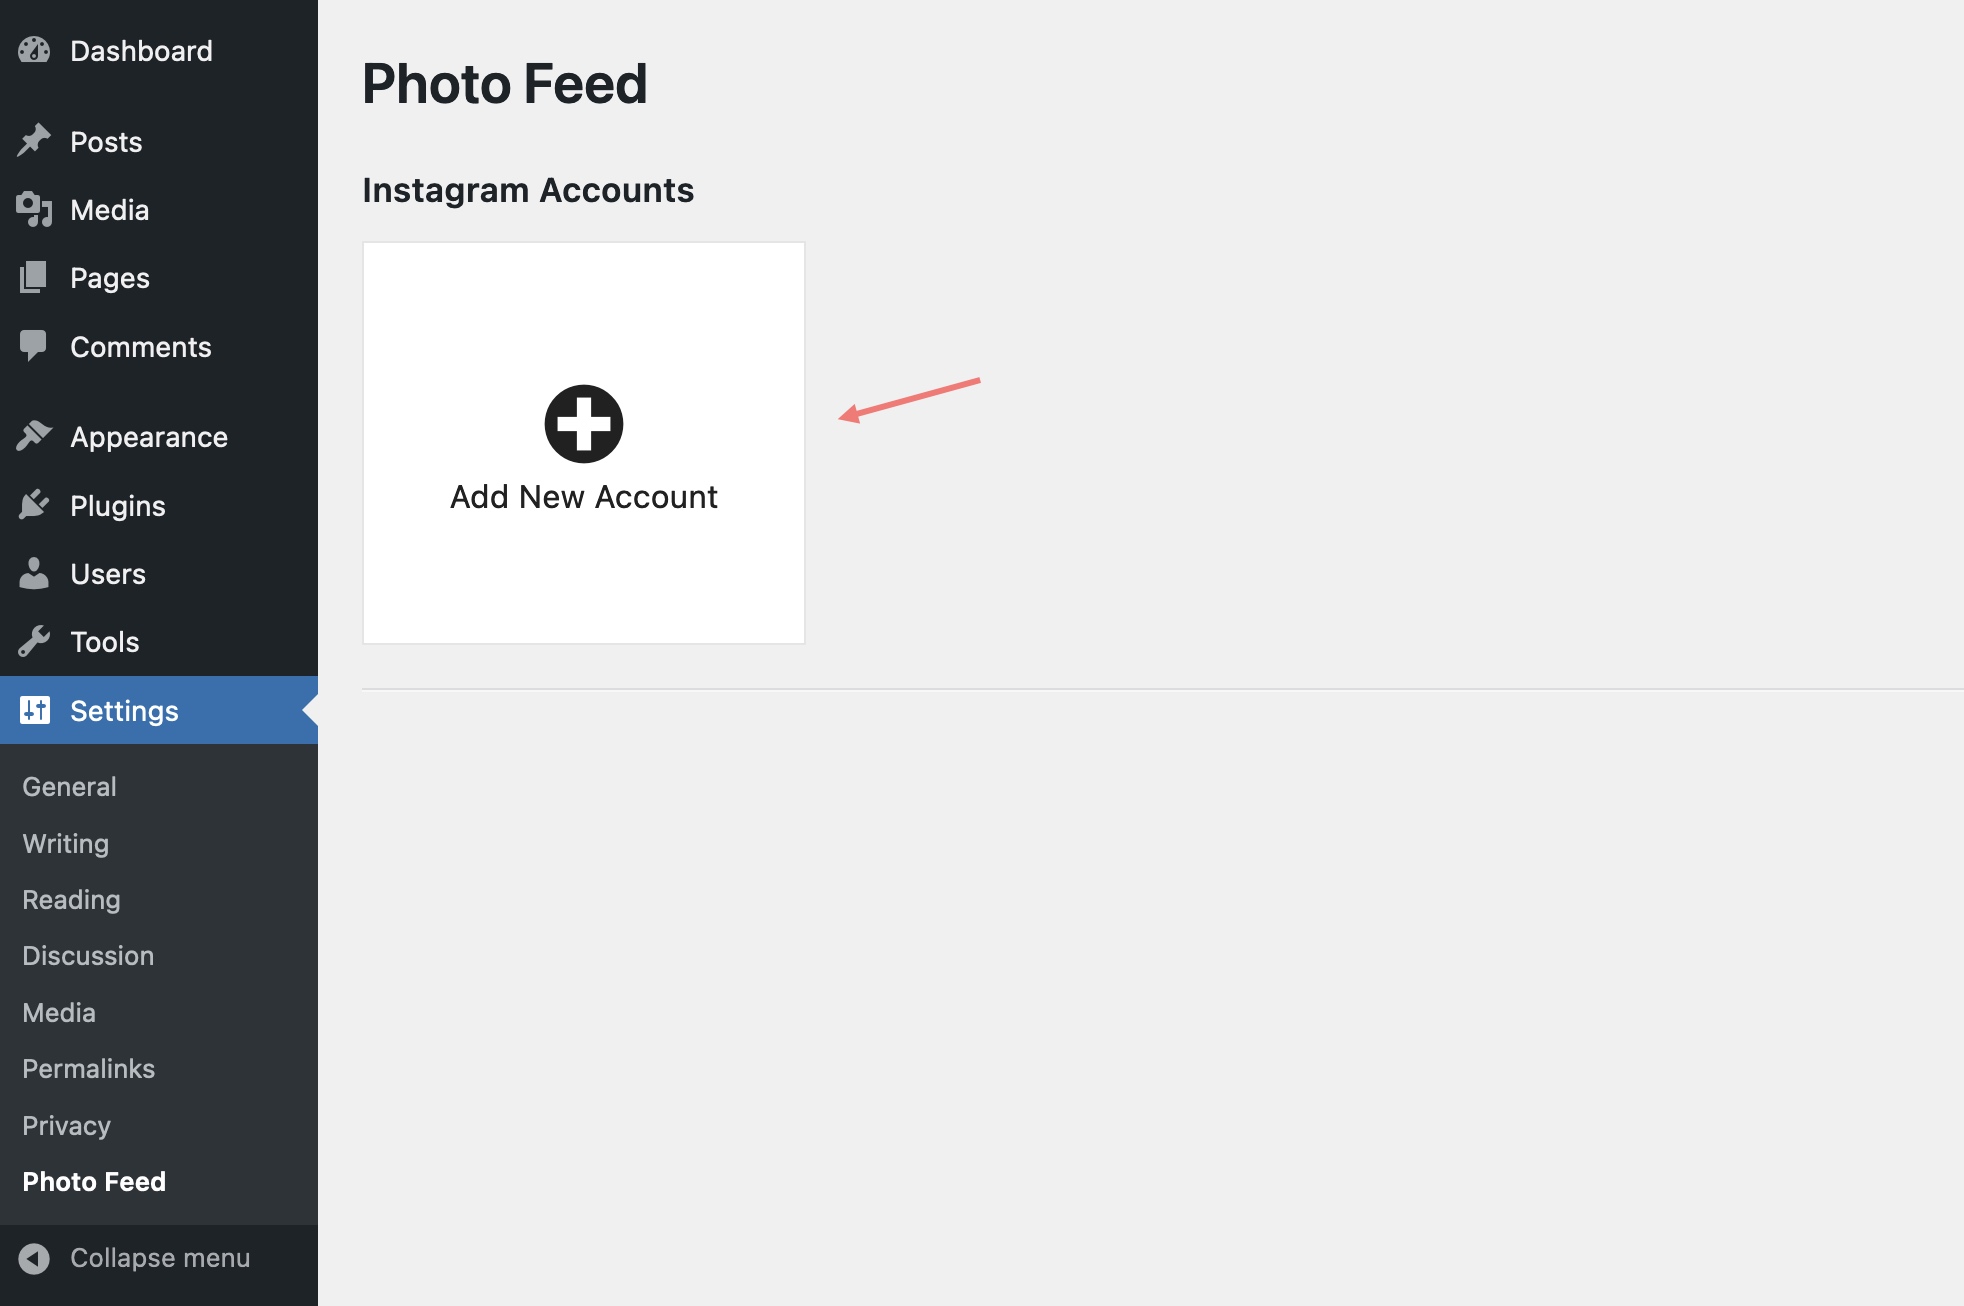 Dashboard
Posts
Media
Pages
Comments
Appearance
Plugins
Users
Tools
Settings
General
Writing
Reading
Discussion
Media
Permalinks
Privacy
Photo Feed
Collapse menu
Photo Feed
Instagram Accounts
Add New Account